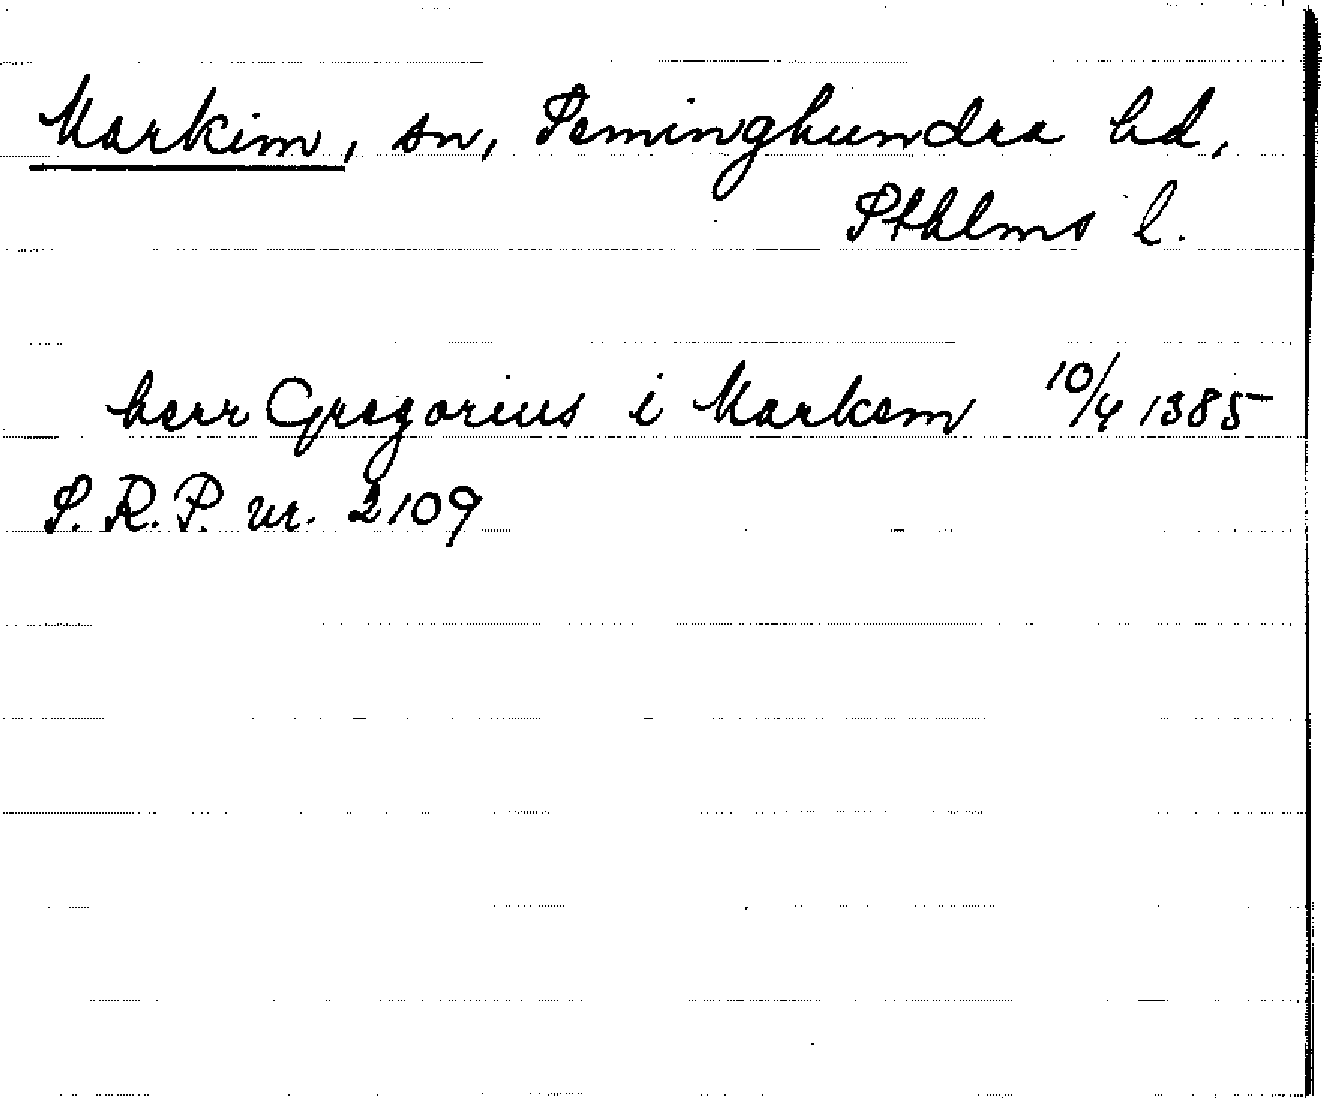 Markim, sn, Seminghundra hd,
Sthlms l.
herr Gregorius i Markem 10/4 1385
S.R.P. nr. 2109